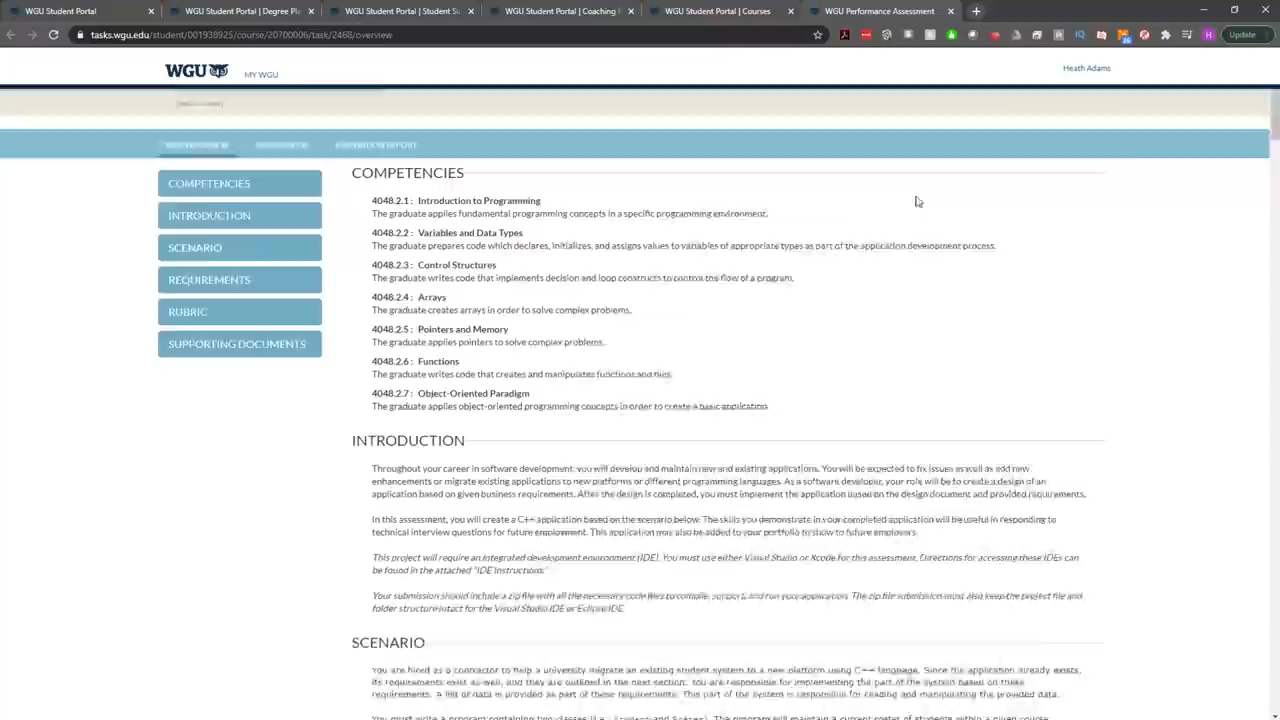 WGU Student Portal
WGU Student Portal | Degree Pl
WGU Student Portal | Student Su
WGU Student Portal | Coaching
WGU Student Portal | Courses
WGU Performance Assessment
tasks.wgu.edu/student/001938925/course/20700006/task/2468/overview
Update
WGU
MY WGU
Heath Adams
COMPETENCIES
INTRODUCTION
SCENARIO
REQUIREMENTS
RUBRIC
SUPPORTING DOCUMENTS
COMPETENCIES
4048.2.1 : Introduction to Programming
The graduate applies fundamental programming concepts in a specific programming environment.
4048.2.2 : Variables and Data Types
The graduate prepares code which declares, initializes, and assigns values to variables of appropriate types as part of the application development process.
4048.2.3 : Control Structures
The graduate writes code that implements decision and loop constructs to control the flow of a program.
4048.2.4 : Arrays
The graduate creates arrays in order to solve complex problems.
4048.2.5 : Pointers and Memory
The graduate applies pointers to solve complex problems.
4048.2.6 : Functions
The graduate writes code that creates and manipulates functions and files.
4048.2.7 : Object-Oriented Paradigm
The graduate applies object-oriented programming concepts in order to create a basic application.
INTRODUCTION
Throughout your career in software development, you will develop and maintain new and existing applications. You will be expected to fix issues as well as add new
enhancements or migrate existing applications to new platforms or different programming languages. As a software developer, your role will be to create a design of an
application based on given business requirements. After the design is completed, you must implement the application based on the design document and provided requirements.
In this assessment, you will create a C++ application based on the scenario below. The skills you demonstrate in your completed application will be useful in responding to
technical interview questions for future employment. This application may also be added to your portfolio to show to future employers.
This project will require an integrated development environment (IDE). You must use either Visual Studio or Xcode for this assessment. Directions for accessing these IDEs can
be found in the attached "IDE Instructions."
Your submission should include a zip file with all the necessary code files to compile, support, and run your application. The zip file submission must also keep the project file and
folder structure intact for the Visual Studio IDE or Eclipse IDE.
SCENARIO
You are hired as a contractor to help a university migrate an existing student system to a new platform using C++ language. Since the application already exists,
its requirements exist as well, and they are outlined in the next section. You are responsible for implementing the part of the system based on these
requirements. A list of data is provided as part of these requirements. This part of the system is responsible for reading and manipulating the provided data.
You must write a program containing two classes (i.e., and ). The program will maintain a current roster of students within a given course.